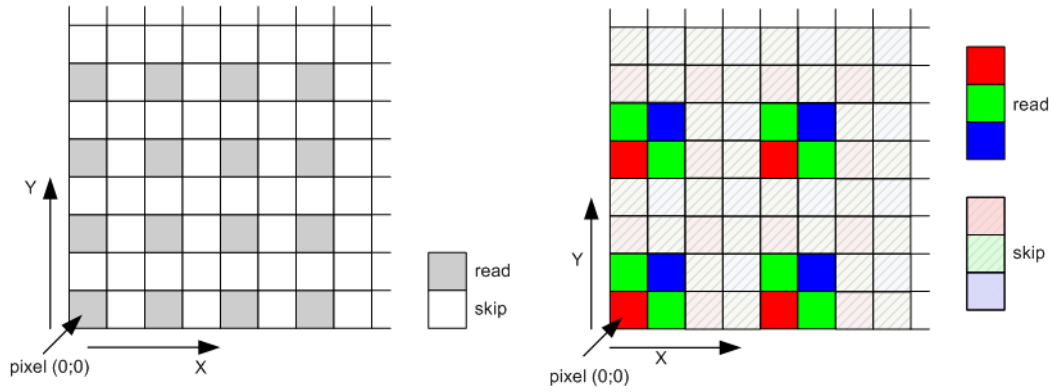 Y
read
skip
pixel (0;0)
X
read
skip
Y
X
pixel (0;0)